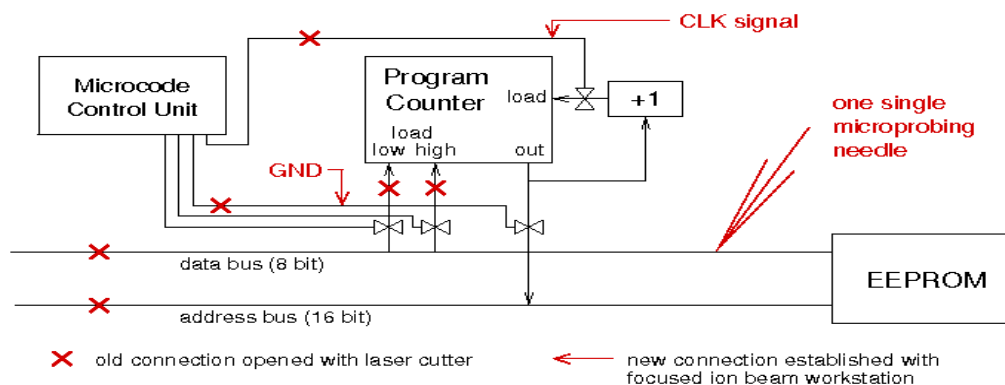 CLK signal
Microcode
Control Unit
Program
Counter
load
+1
one single
microprobing
needle
load
low high
out
GND
data bus (8 bit)
EEPROM
address bus (16 bit)
old connection opened with laser cutter
new connection established with
focused ion beam workstation